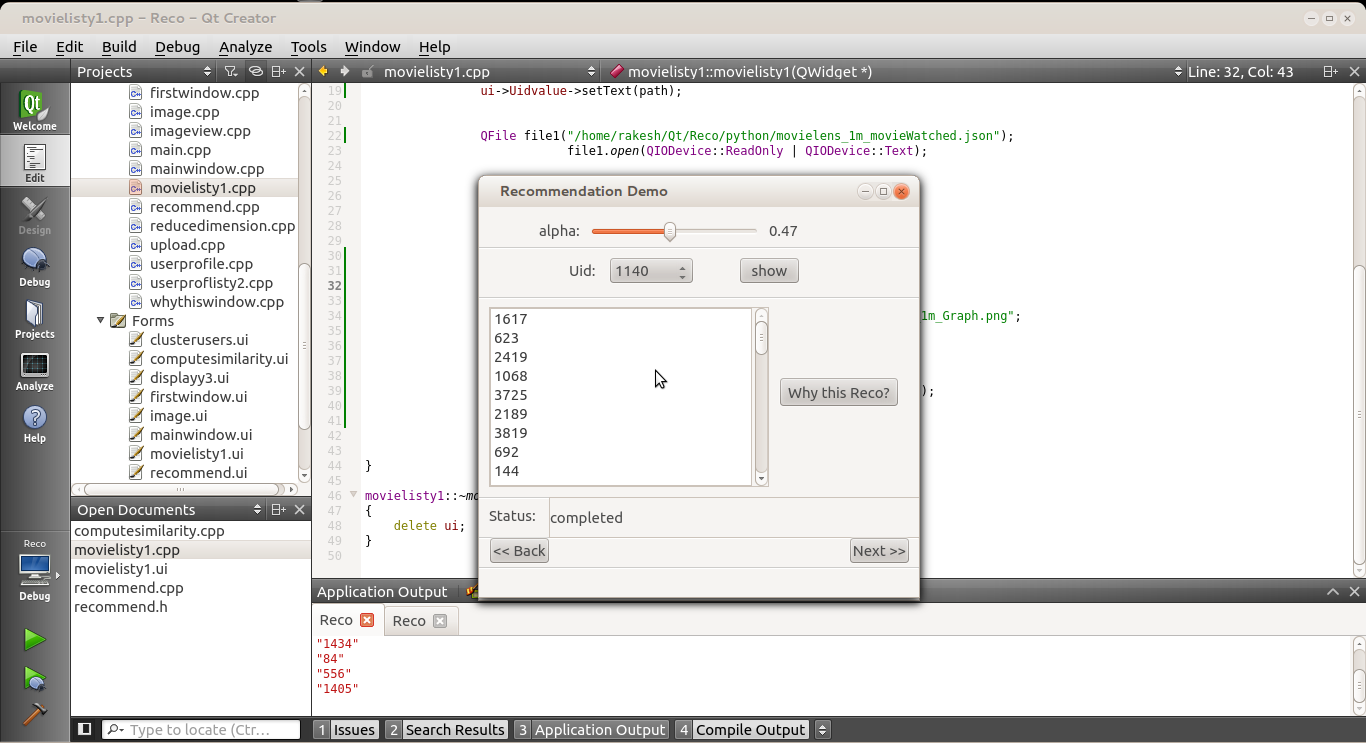 movielisty1.cpp - Reco - Qt Creator
File Edit Build Debug Analyze Tools Window Help
Projects
movielisty1.cpp
movielisty1::movielisty1(QWidget *)
Line: 32, Col: 43
Qt
Welcome
Edit
Design
Debug
Projects
Analyze
Help
Reco
Debug
firstwindow.cpp
image.cpp
imageview.cpp
main.cpp
mainwindow.cpp
movielisty1.cpp
recommend.cpp
reducedimension.cpp
upload.cpp
userprofile.cpp
userproflisty2.cpp
whythiswindow.cpp
Forms
clusterusers.ui
computesimilarity.ui
displayy3.ui
firstwindow.ui
image.ui
mainwindow.ui
movielisty1.ui
recommend.ui
Open Documents
computesimilarity.cpp
movielisty1.cpp
movielisty1.ui
recommend.cpp
recommend.h
19 ui->Uidvalue->setText(path);
20
21
22 QFile file1("/home/rakesh/Qt/Reco/python/movielens_1m_movieWatched.json");
23 file1.open(QIODevice::ReadOnly | QIODevice::Text);
24
25
26
27
28
29
30
31
32
33
34 1m_Graph.png";
35
36
37
38
39 );
40
41
42
43
44 }
45
46 movielisty1::~mo
47 {
48 delete ui;
49 }
50
Recommendation Demo
alpha: 0.47
Uid: 1140 show
1617
623
2419
1068
3725
2189
3819
692
144
Why this Reco?
Status: completed
<< Back Next >>
Application Output
Reco Reco
"1434"
"84"
"556"
"1405"
Type to locate (Ctr...
1 Issues 2 Search Results 3 Application Output 4 Compile Output